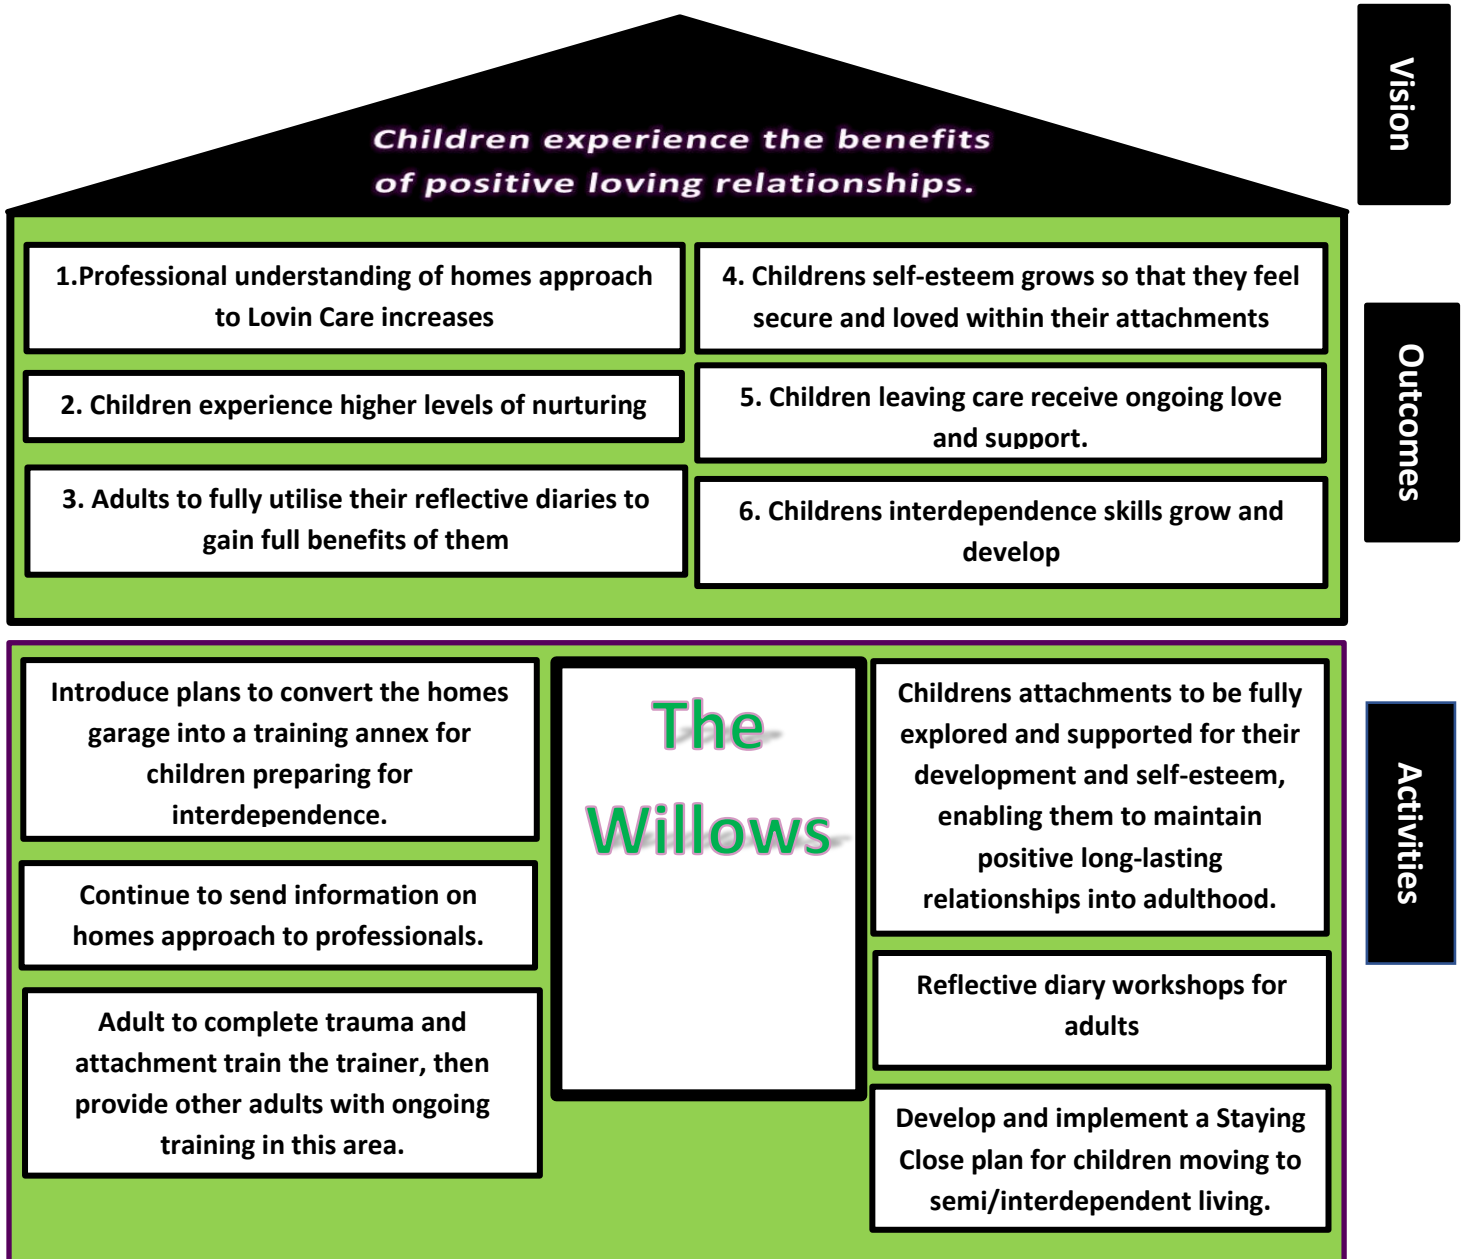 Children experience the benefits
of positive loving relationships.
Vision
1.Professional understanding of homes approach
to Lovin Care increases
2. Children experience higher levels of nurturing
3. Adults to fully utilise their reflective diaries to
gain full benefits of them
4. Childrens self-esteem grows so that they feel
secure and loved within their attachments
5. Children leaving care receive ongoing love
and support.
6. Childrens interdependence skills grow and
develop
Outcomes
Introduce plans to convert the homes
garage into a training annex for
children preparing for
interdependence.
Continue to send information on
homes approach to professionals.
Adult to complete trauma and
attachment train the trainer, then
provide other adults with ongoing
training in this area.
The
Willows
Childrens attachments to be fully
explored and supported for their
development and self-esteem,
enabling them to maintain
positive long-lasting
relationships into adulthood.
Reflective diary workshops for
adults
Develop and implement a Staying
Close plan for children moving to
semi/interdependent living.
Activities